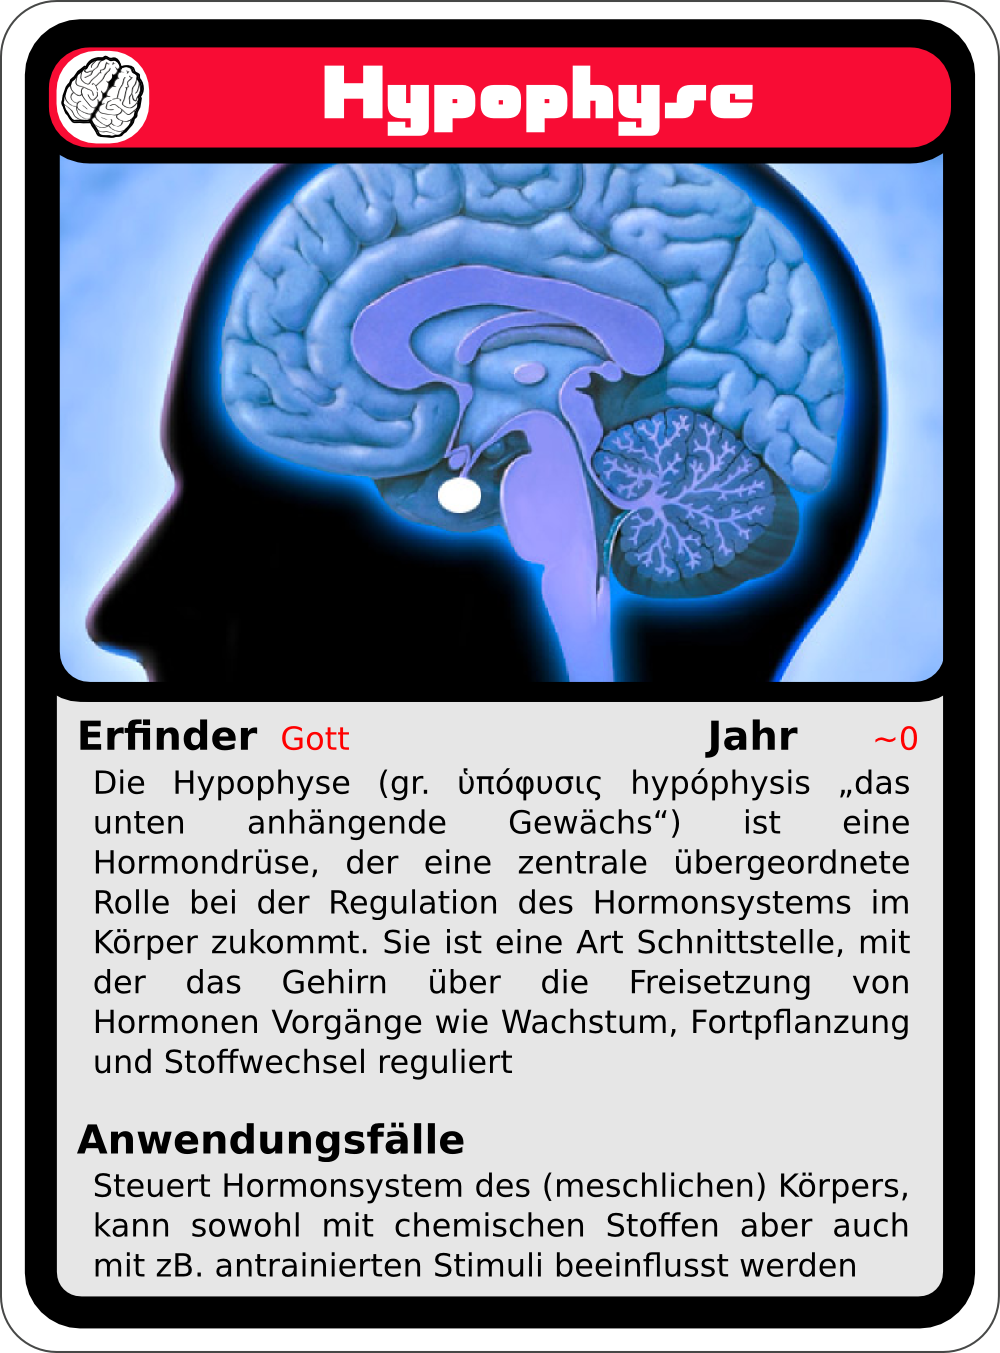 Hypophyse
Erfinder Gott Jahr ~0
Die Hypophyse (gr. ὑπόφυσις hypóphysis „das
unten anhängende Gewächs“) ist eine
Hormondrüse, der eine zentrale übergeordnete
Rolle bei der Regulation des Hormonsystems im
Körper zukommt. Sie ist eine Art Schnittstelle, mit
der das Gehirn über die Freisetzung von
Hormonen Vorgänge wie Wachstum, Fortpflanzung
und Stoffwechsel reguliert
Anwendungsfälle
Steuert Hormonsystem des (meschlichen) Körpers,
kann sowohl mit chemischen Stoffen aber auch
mit zB. antrainierten Stimuli beeinflusst werden